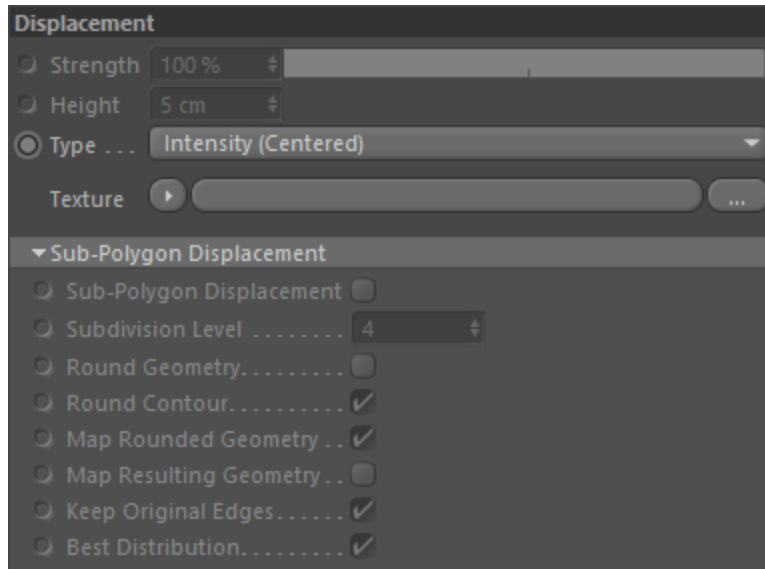 Displacement
Strength 100 %
Height 5 cm
Type . . . Intensity (Centered)
Texture ...
Sub-Polygon Displacement
Sub-Polygon Displacement
Subdivision Level . . . . . . . . 4
Round Geometry. . . . . . . . .
Round Contour. . . . . . . . . .
Map Rounded Geometry . .
Map Resulting Geometry . .
Keep Original Edges. . . . . .
Best Distribution. . . . . . . . .